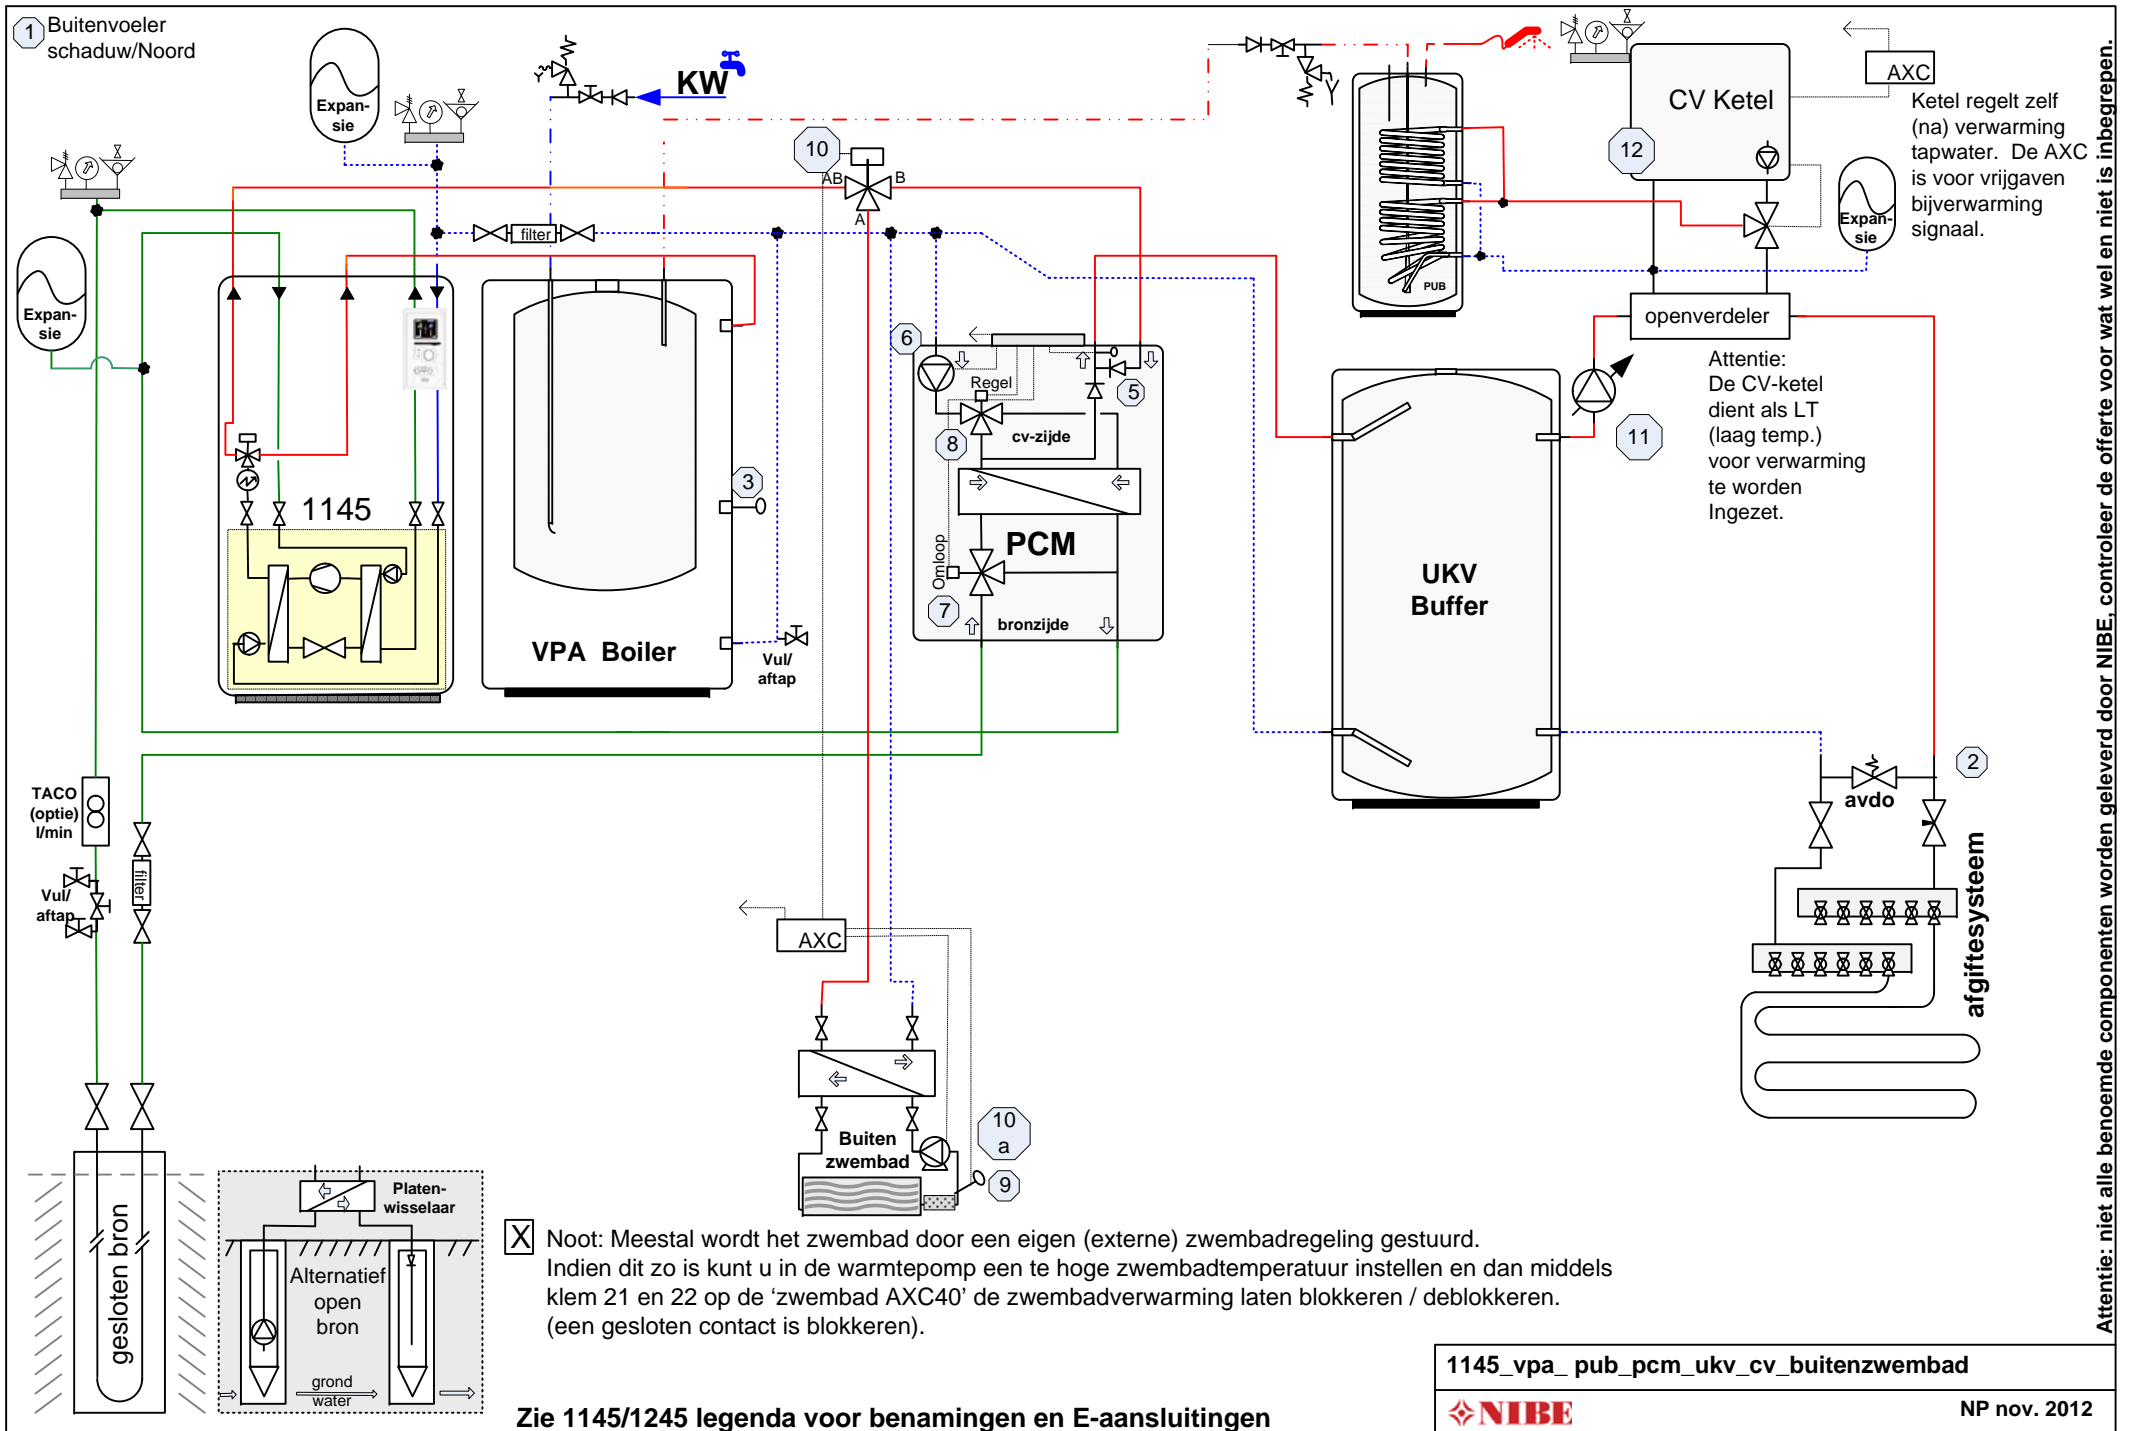 1
Buitenvoeler
schaduw/Noord
Expan-
sie
KW
10
AB
B
A
CV Ketel
12
AXC
Ketel regelt zelf
(na) verwarming
tapwater. De AXC
is voor vrijgaven
bijverwarming
signaal.
Expan-
sie
PUB
filter
Expan-
sie
openverdeler
Attentie:
De CV-ketel
dient als LT
(laag temp.)
voor verwarming
te worden
Ingezet.
11
6
Regel
5
8
cv-zijde
PCM
Omloop
7
bronzijde
1145
3
VPA Boiler
Vul/
aftap
UKV
Buffer
2
avdo
afgiftesysteem
TACO
(optie)
l/min
Vul/
aftap
filter
AXC
Buiten
zwembad
10
a
9
gesloten bron
Platen-
wisselaar
Alternatief
open
bron
grond
water
X
Noot: Meestal wordt het zwembad door een eigen (externe) zwembadregeling gestuurd.
Indien dit zo is kunt u in de warmtepomp een te hoge zwembadtemperatuur instellen en dan middels
klem 21 en 22 op de ‘zwembad AXC40’ de zwembadverwarming laten blokkeren / deblokkeren.
(een gesloten contact is blokkeren).
Zie 1145/1245 legenda voor benamingen en E-aansluitingen
1145_vpa_ pub_pcm_ukv_cv_buitenzwembad
NIBE
NP nov. 2012
Attentie: niet alle benoemde componenten worden geleverd door NIBE, controleer de offerte voor wat wel en niet is inbegrepen.